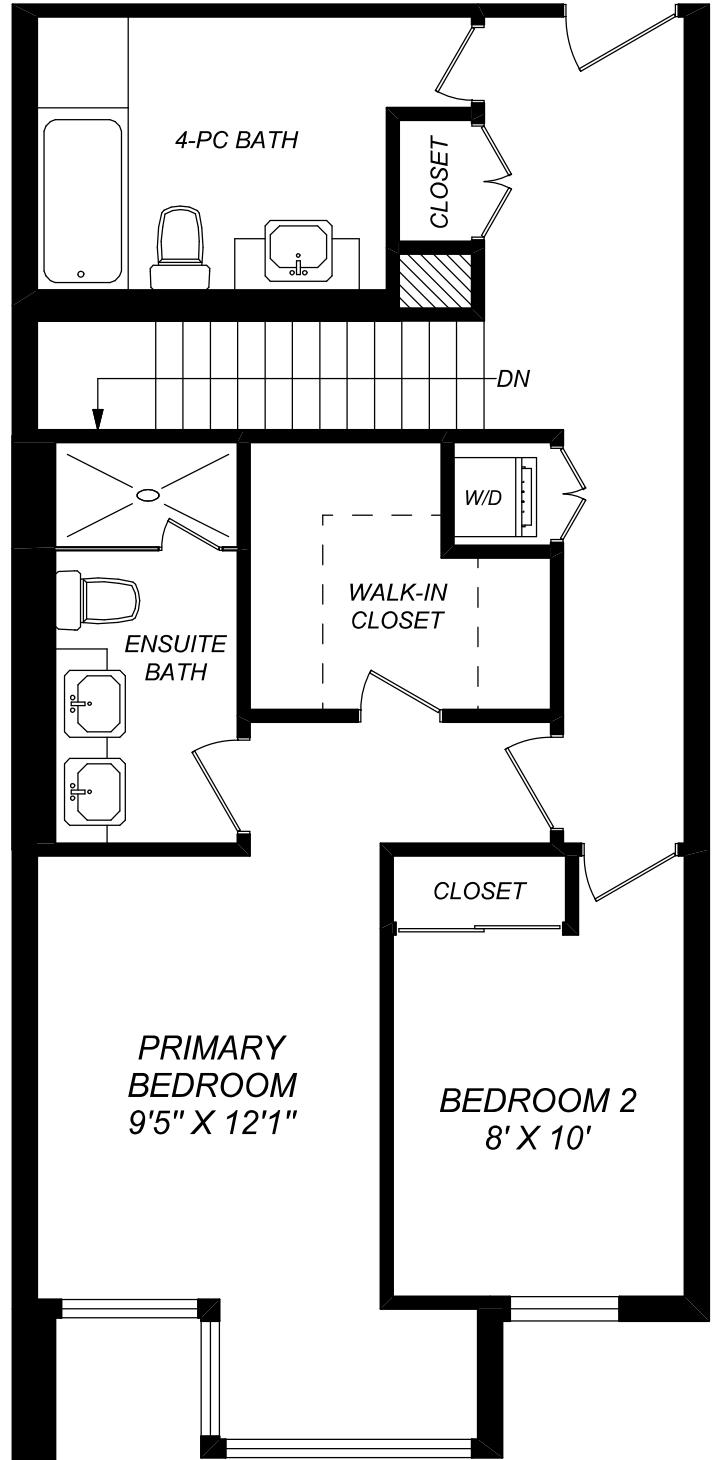 4-PC BATH
CLOSET
DN
W/D
WALK-IN
CLOSET
ENSUITE
BATH
CLOSET
PRIMARY
BEDROOM
9'5" X 12'1"
BEDROOM 2
8' X 10'